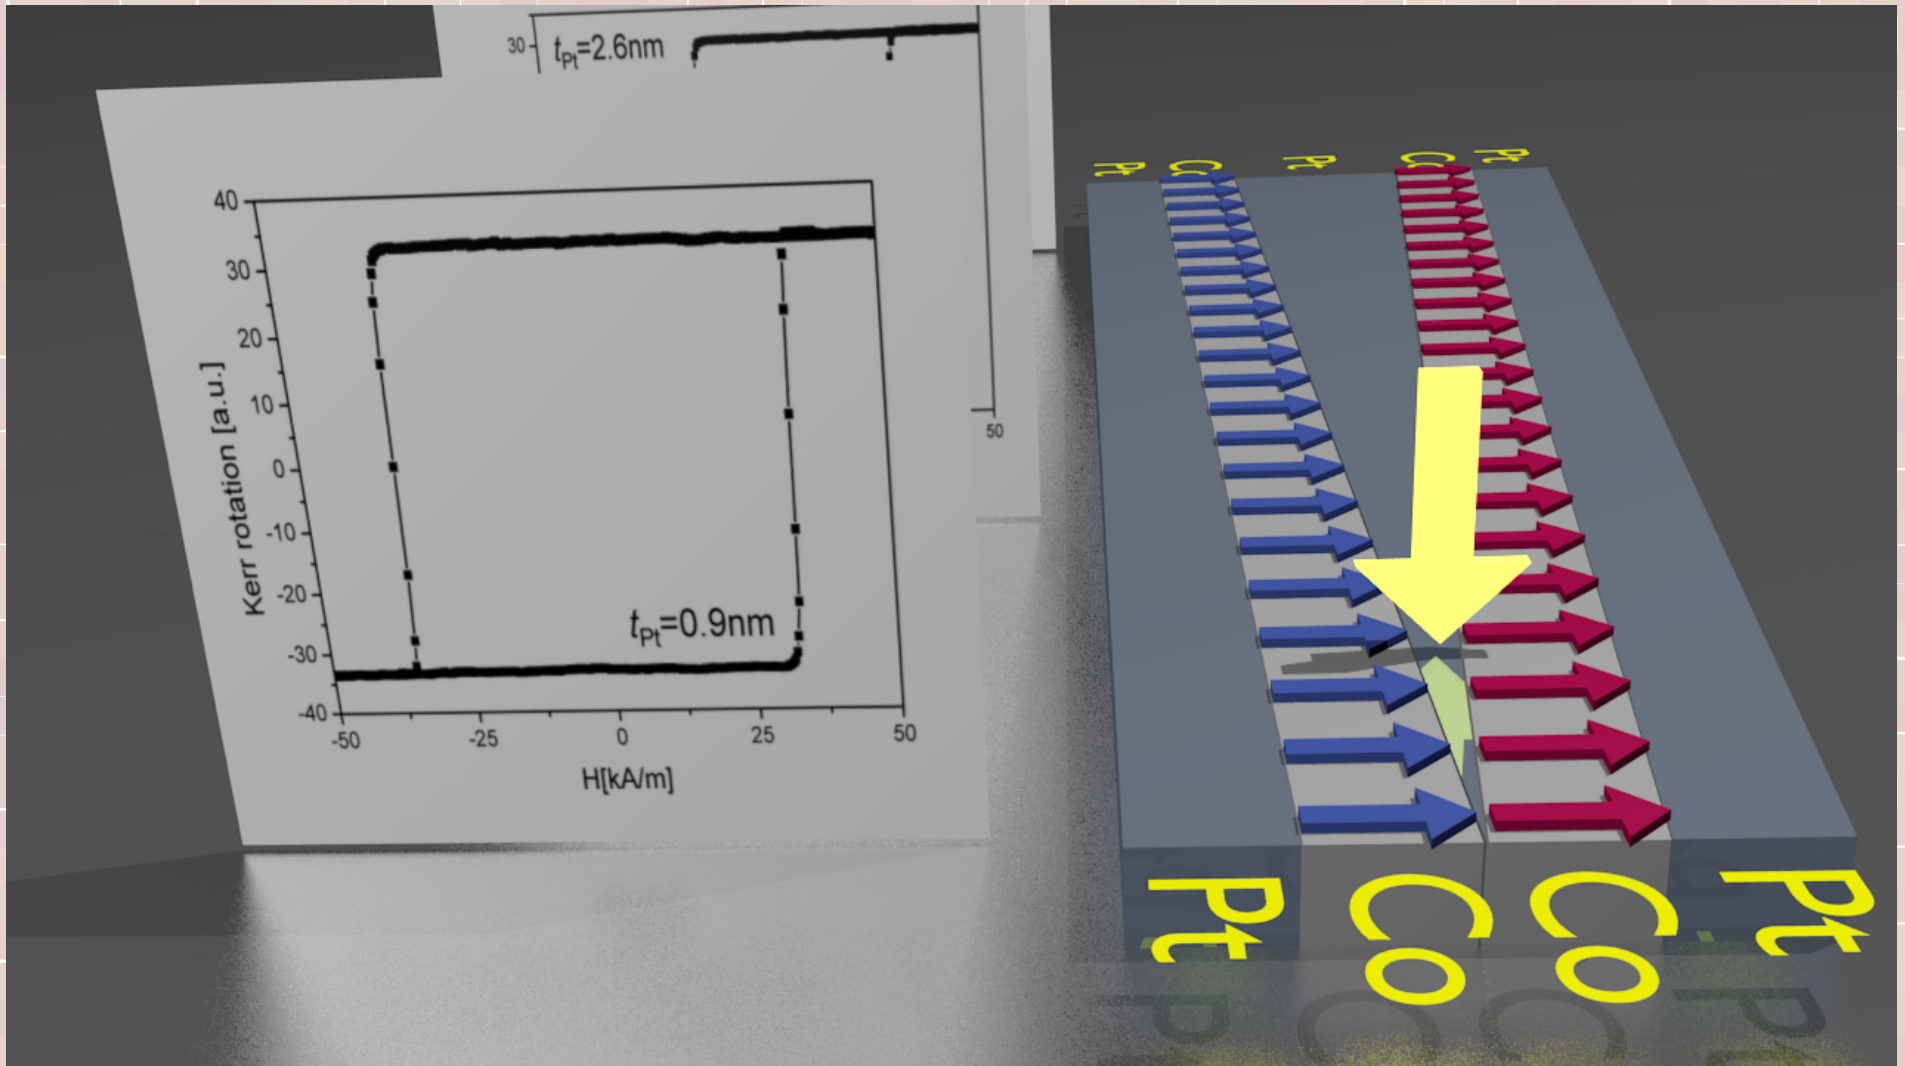 30
t_Pt=2.6nm
50
40
30
20
10
0
-10
-20
-30
-40
Kerr rotation [a.u.]
t_Pt=0.9nm
-50
-25
0
25
50
H[kA/m]
Pt
Co
Pt
Co
Pt
Pt
Co
Co
Pt